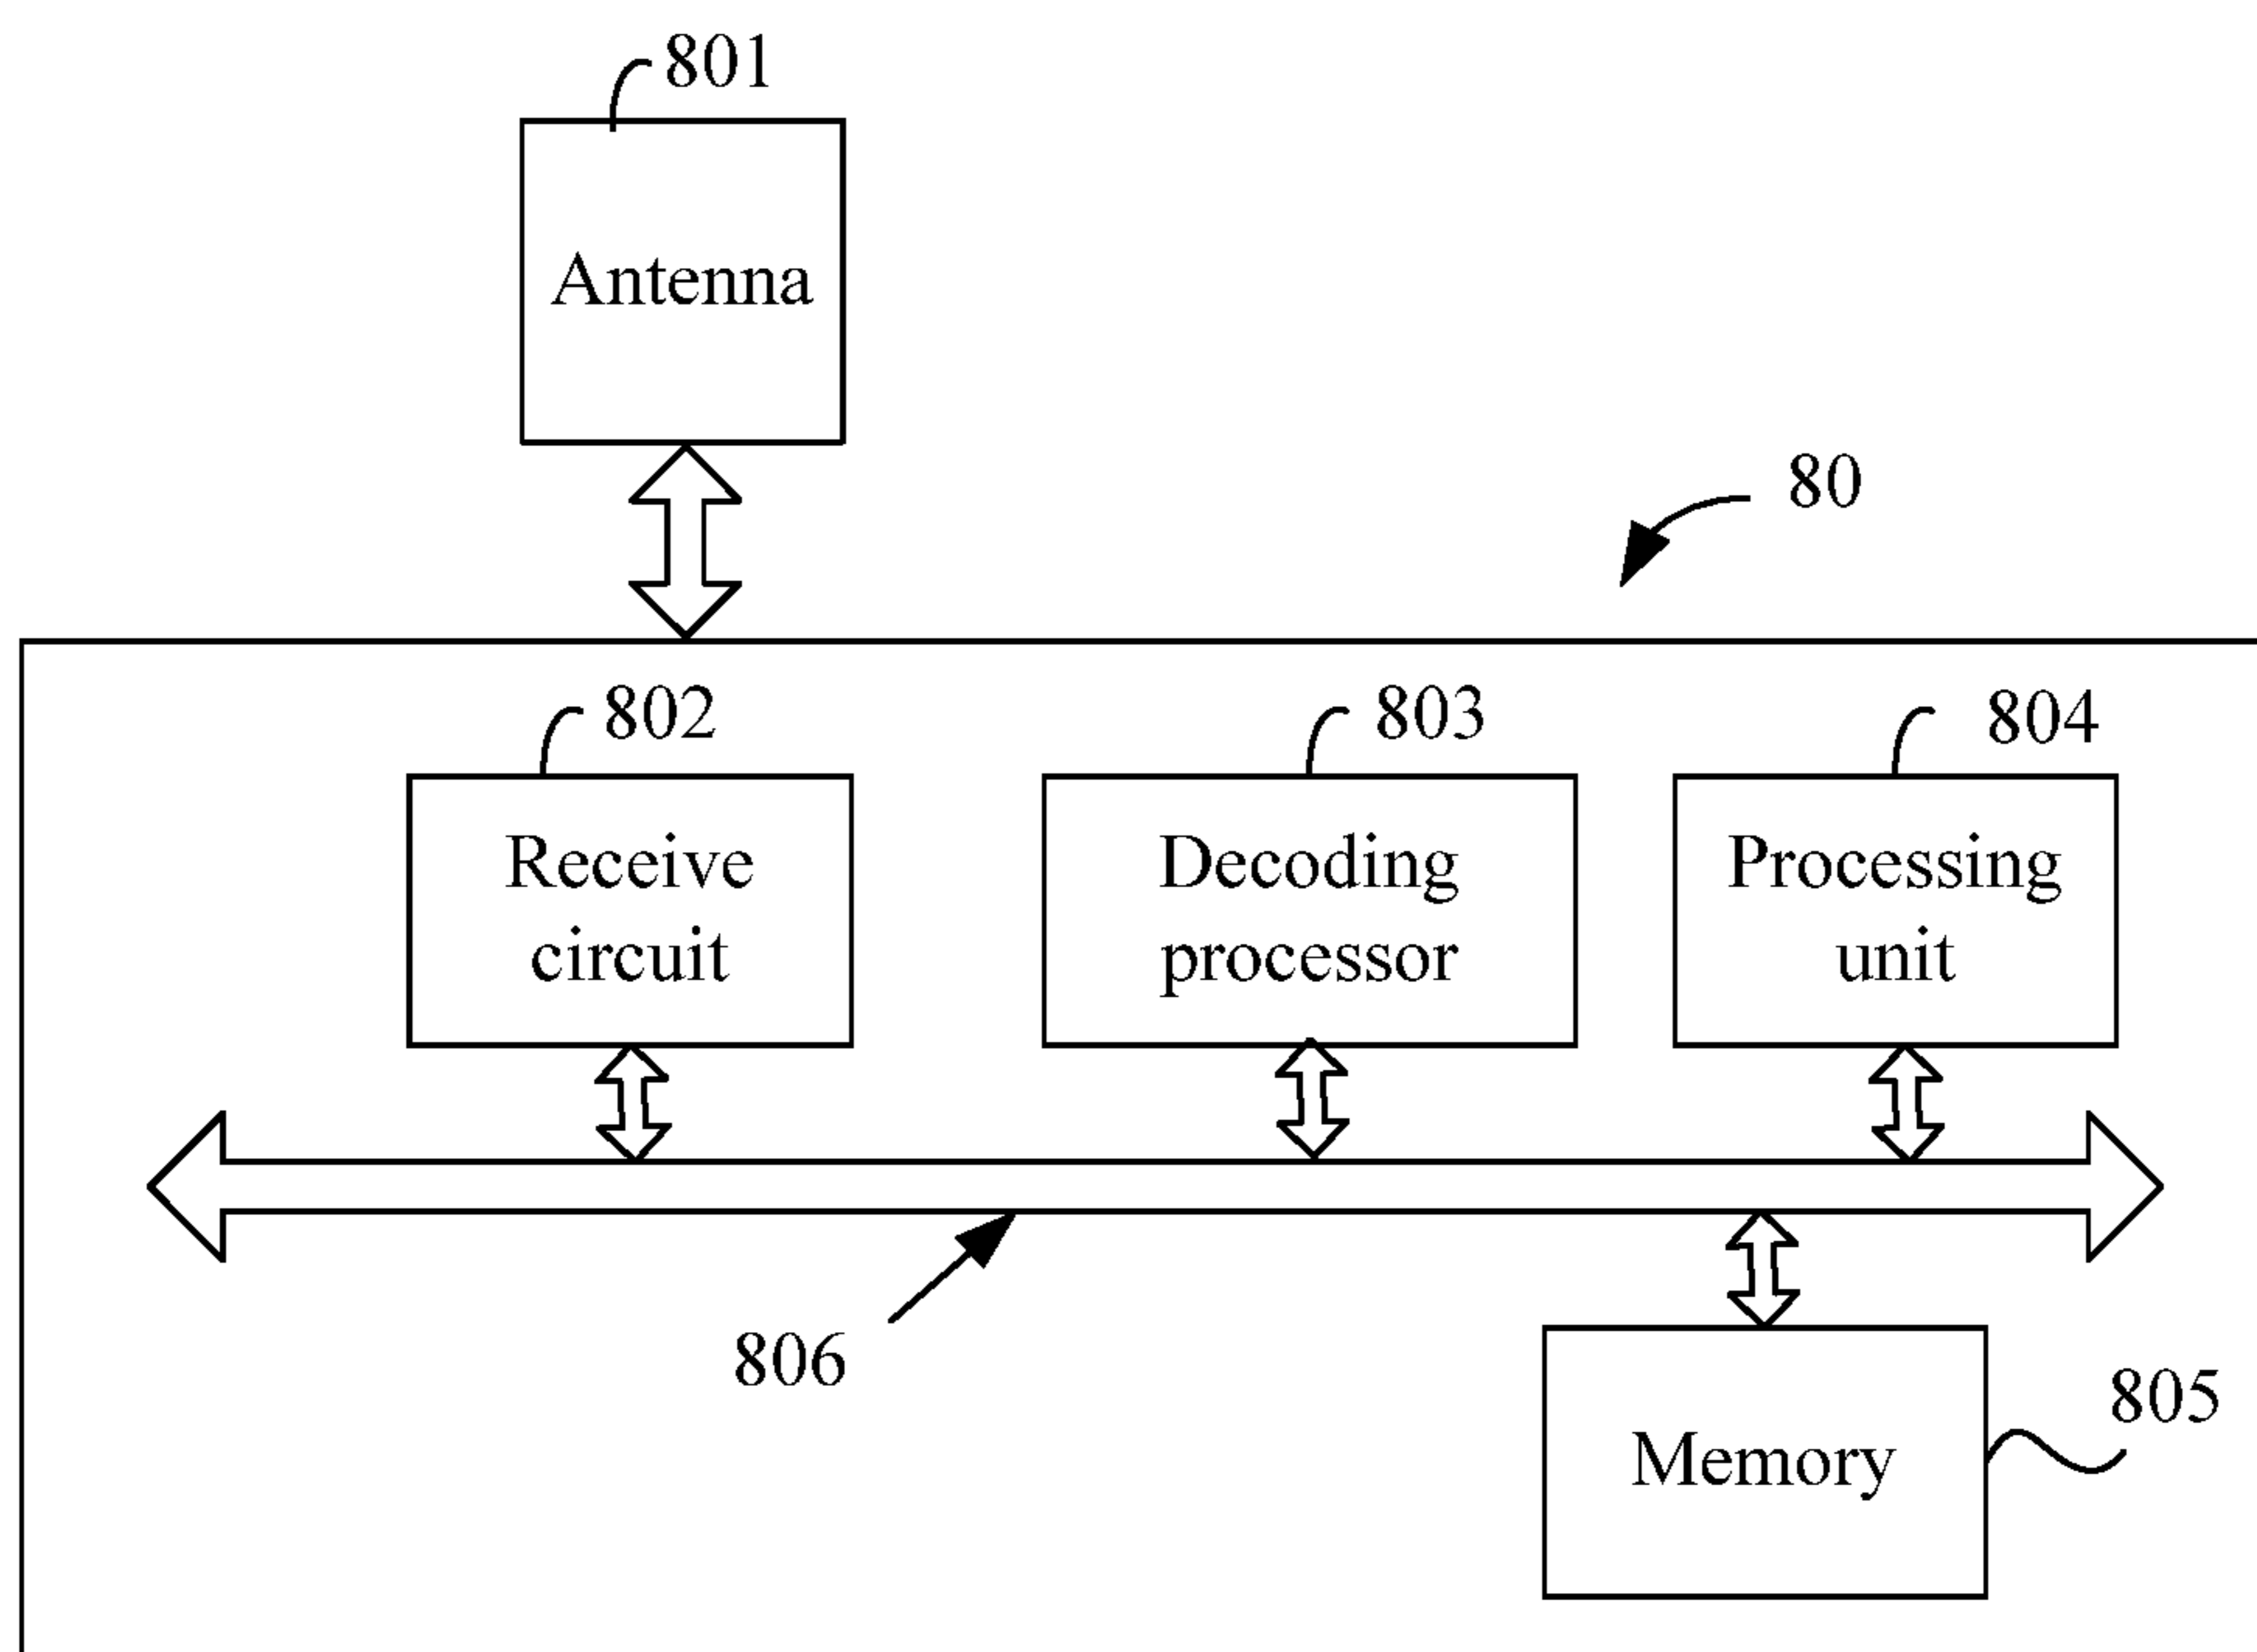 801
Antenna
80
802
803
804
Receive
circuit
Decoding
processor
Processing
unit
806
805
Memory